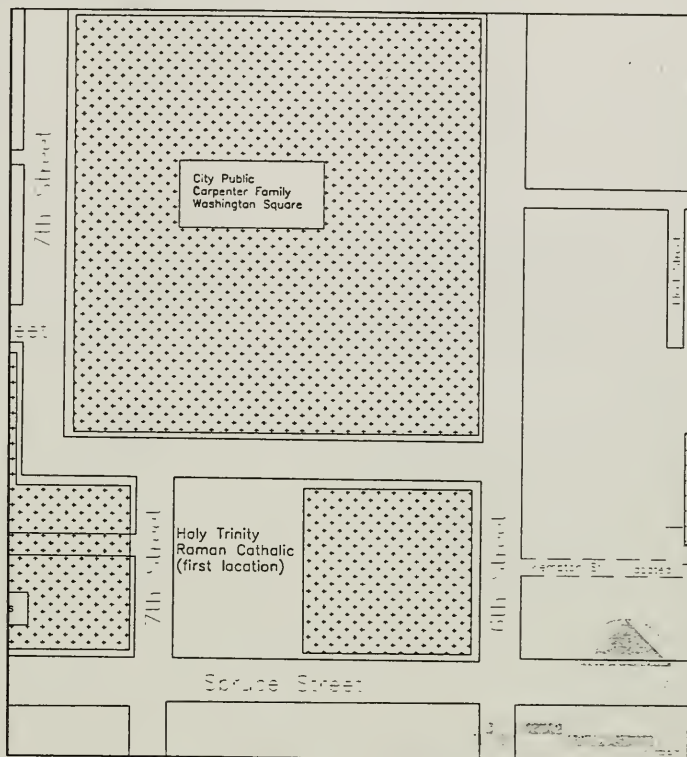 7th Street
City Public
Carpenter Family
Washington Square
Holy Trinity
Roman Catholic
(first location)
7th Street
6th Street
s
Spruce Street